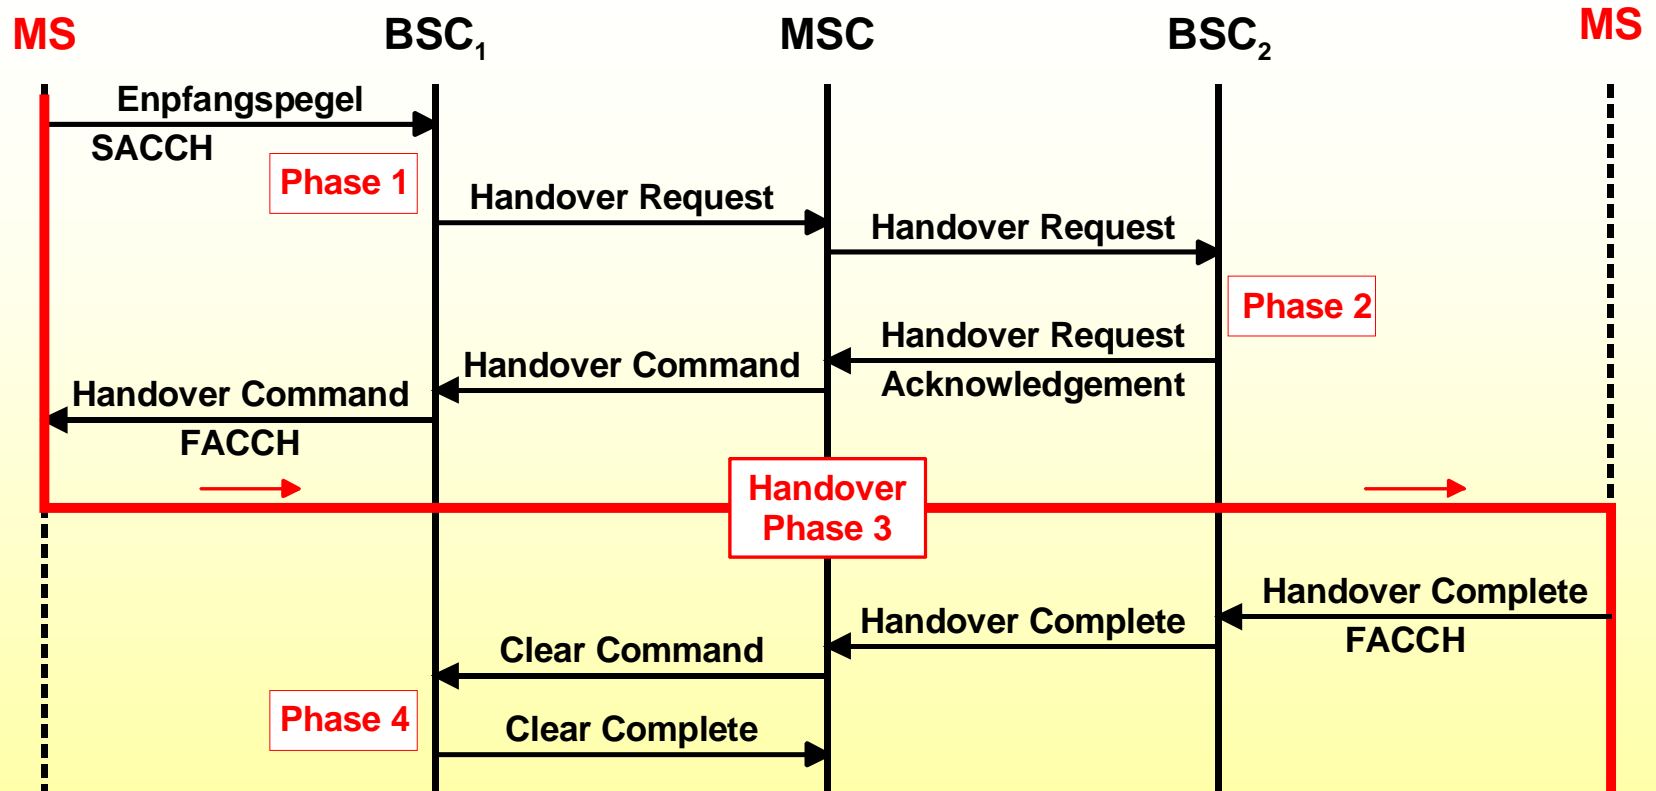 MS
BSC1
MSC
BSC2
MS
Enpfangspegel
SACCH
Phase 1
Handover Request
Handover Request
Phase 2
Handover Request
Acknowledgement
Handover Command
Handover Command
FACCH
Handover
Phase 3
Handover Complete
FACCH
Handover Complete
Clear Command
Phase 4
Clear Complete